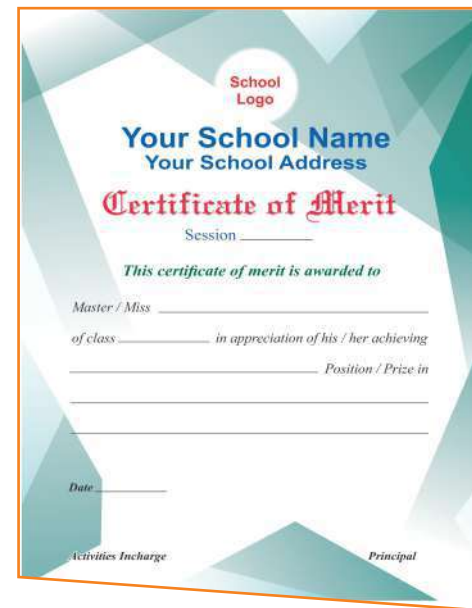 School
Logo
Your School Name
Your School Address
Certificate of Merit
Session
This certificate of merit is awarded to
Master / Miss
of class in appreciation of his / her achieving
Position / Prize in
Date
Activities Incharge Principal